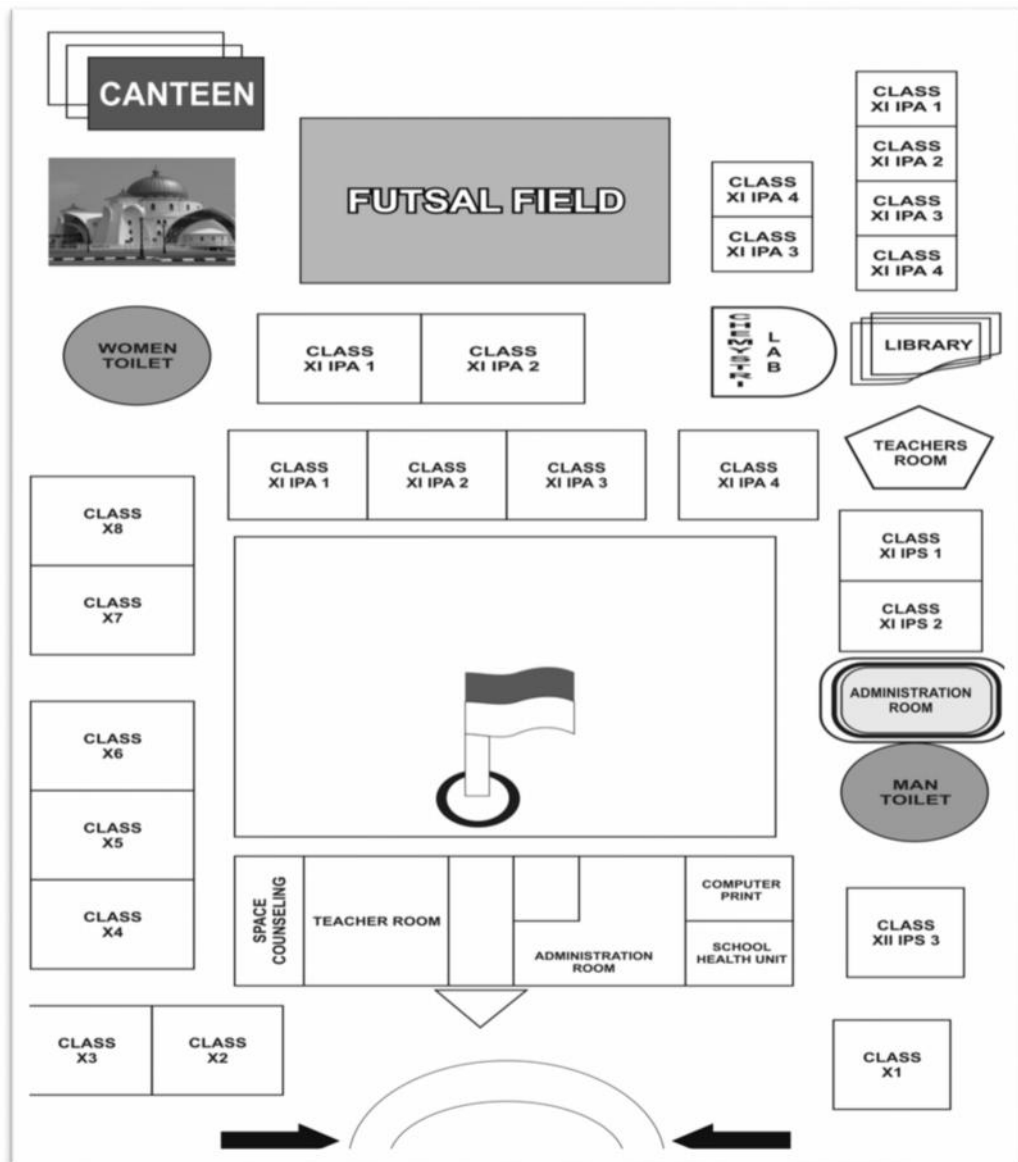 CANTEEN
FUTSAL FIELD
CLASS
XI IPA 1
CLASS
XI IPA 2
CLASS
XI IPA 3
CLASS
XI IPA 4
CLASS
XI IPA 4
CLASS
XI IPA 3
WOMEN
TOILET
CLASS
XI IPA 1
CLASS
XI IPA 2
CHEMYSTRI
LAB
LIBRARY
TEACHERS
ROOM
CLASS
XI IPA 1
CLASS
XI IPA 2
CLASS
XI IPA 3
CLASS
XI IPA 4
CLASS
X8
CLASS
X7
CLASS
XI IPS 1
CLASS
XI IPS 2
ADMINISTRATION
ROOM
MAN
TOILET
CLASS
X6
CLASS
X5
CLASS
X4
SPACE
COUNSELING
TEACHER ROOM
ADMINISTRATION
ROOM
COMPUTER
PRINT
SCHOOL
HEALTH UNIT
CLASS
XII IPS 3
CLASS
X3
CLASS
X2
CLASS
X1